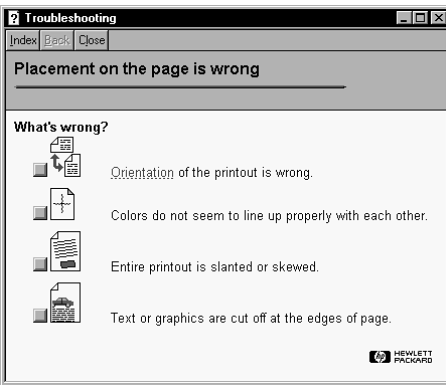 Troubleshooting
Index Back Close
Placement on the page is wrong
What's wrong?
Orientation of the printout is wrong.
Colors do not seem to line up properly with each other.
Entire printout is slanted or skewed.
Text or graphics are cut off at the edges of page.
hp HEWLETT
PACKARD